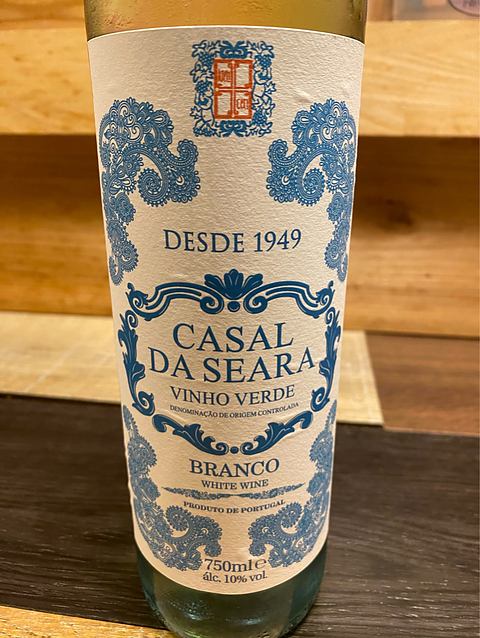 DESDE 1949
CASAL
DA SEARA
VINHO VERDE
DENOMINAÇÃO DE ORIGEM CONTROLADA
BRANCO
WHITE WINE
PRODUTO DE PORTUGAL
750ml℮
álc. 10% vol.